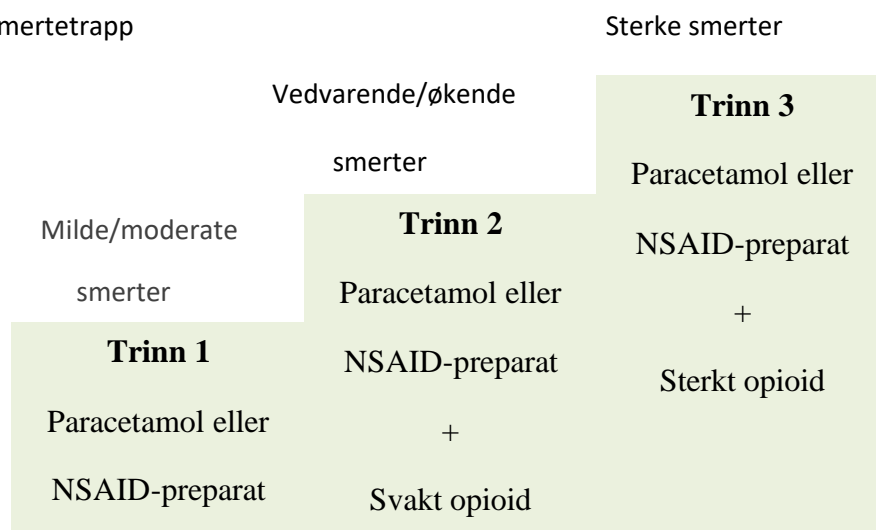 mertetrapp
Milde/moderate
smerter
Trinn 1
Paracetamol eller
NSAID-preparat
Vedvarende/økende
smerter
Trinn 2
Paracetamol eller
NSAID-preparat
+
Svakt opioid
Sterke smerter
Trinn 3
Paracetamol eller
NSAID-preparat
+
Sterkt opioid